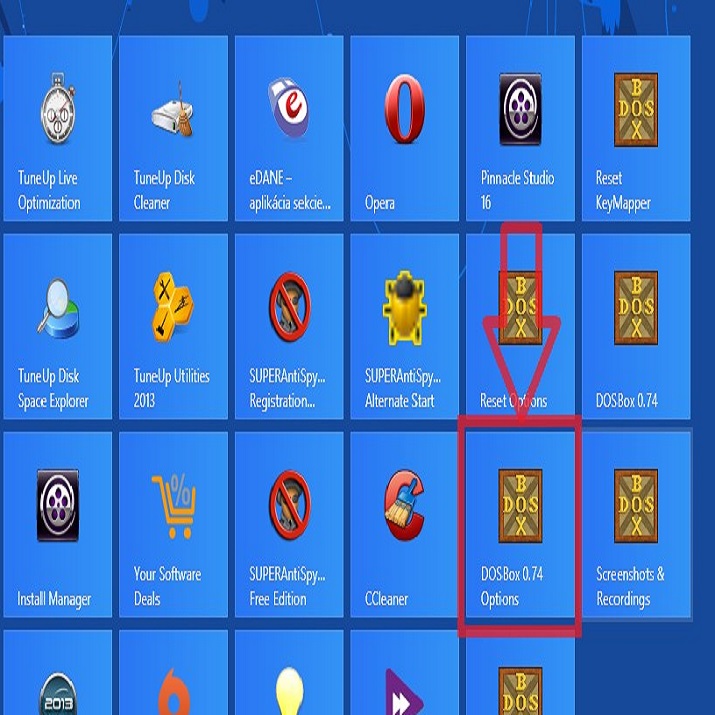 BOX
DOS
TuneUp Live
Optimization
TuneUp Disk
Cleaner
eDANE –
aplikácia sekcie...
Opera
Pinnacle Studio
16
Reset
KeyMapper
BOX
DOS
BOX
DOS
TuneUp Disk
Space Explorer
TuneUp Utilities
2013
SUPERAntiSpy...
Registration...
SUPERAntiSpy...
Alternate Start
Reset Options
DOSBox 0.74
BOX
DOS
BOX
DOS
Install Manager
Your Software
Deals
SUPERAntiSpy...
Free Edition
CCleaner
DOSBox 0.74
Options
Screenshots &
Recordings
2013
BOX
DOS